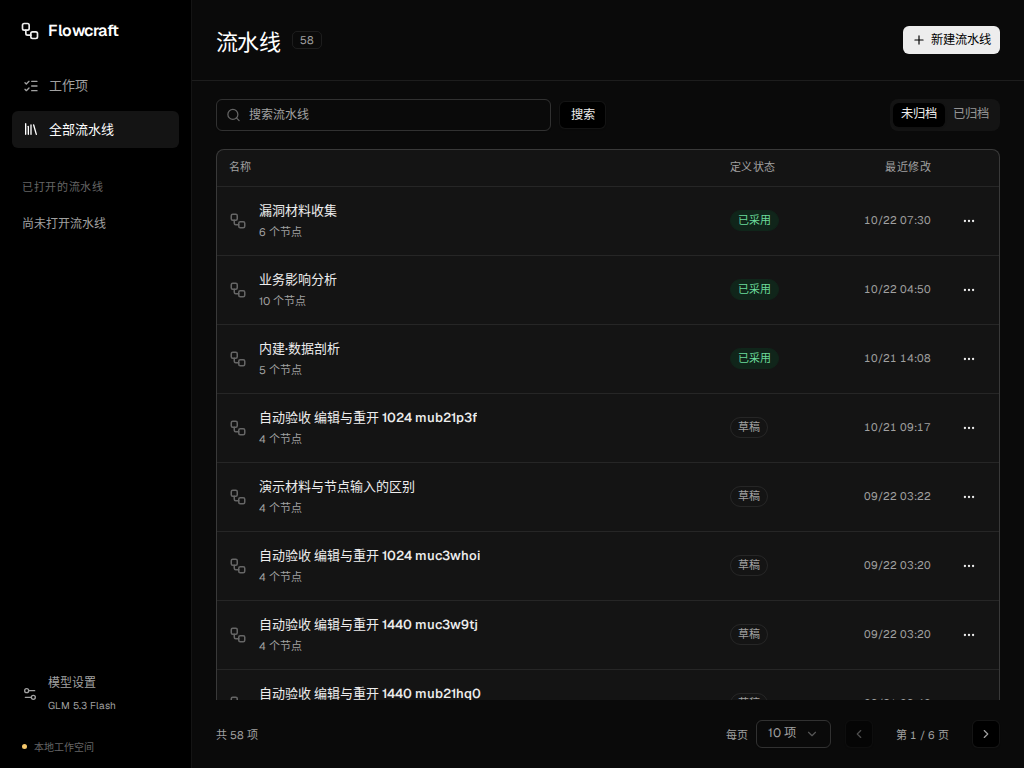 Flowcraft
工作项
全部流水线
已打开的流水线
尚未打开流水线
模型设置
GLM 5.3 Flash
本地工作空间
流水线 58
新建流水线
搜索流水线 搜索 未归档 已归档
名称 定义状态 最近修改
漏洞材料收集
6 个节点
已采用 10/22 07:30
业务影响分析
10 个节点
已采用 10/22 04:50
内建·数据剖析
5 个节点
已采用 10/21 14:08
自动验收 编辑与重开 1024 mub21p3f
4 个节点
草稿 10/21 09:17
演示材料与节点输入的区别
4 个节点
草稿 09/22 03:22
自动验收 编辑与重开 1024 muc3whoi
4 个节点
草稿 09/22 03:20
自动验收 编辑与重开 1440 muc3w9tj
4 个节点
草稿 09/22 03:20
自动验收 编辑与重开 1440 mub21hq0
共 58 项 每页 10 项 第 1 / 6 页